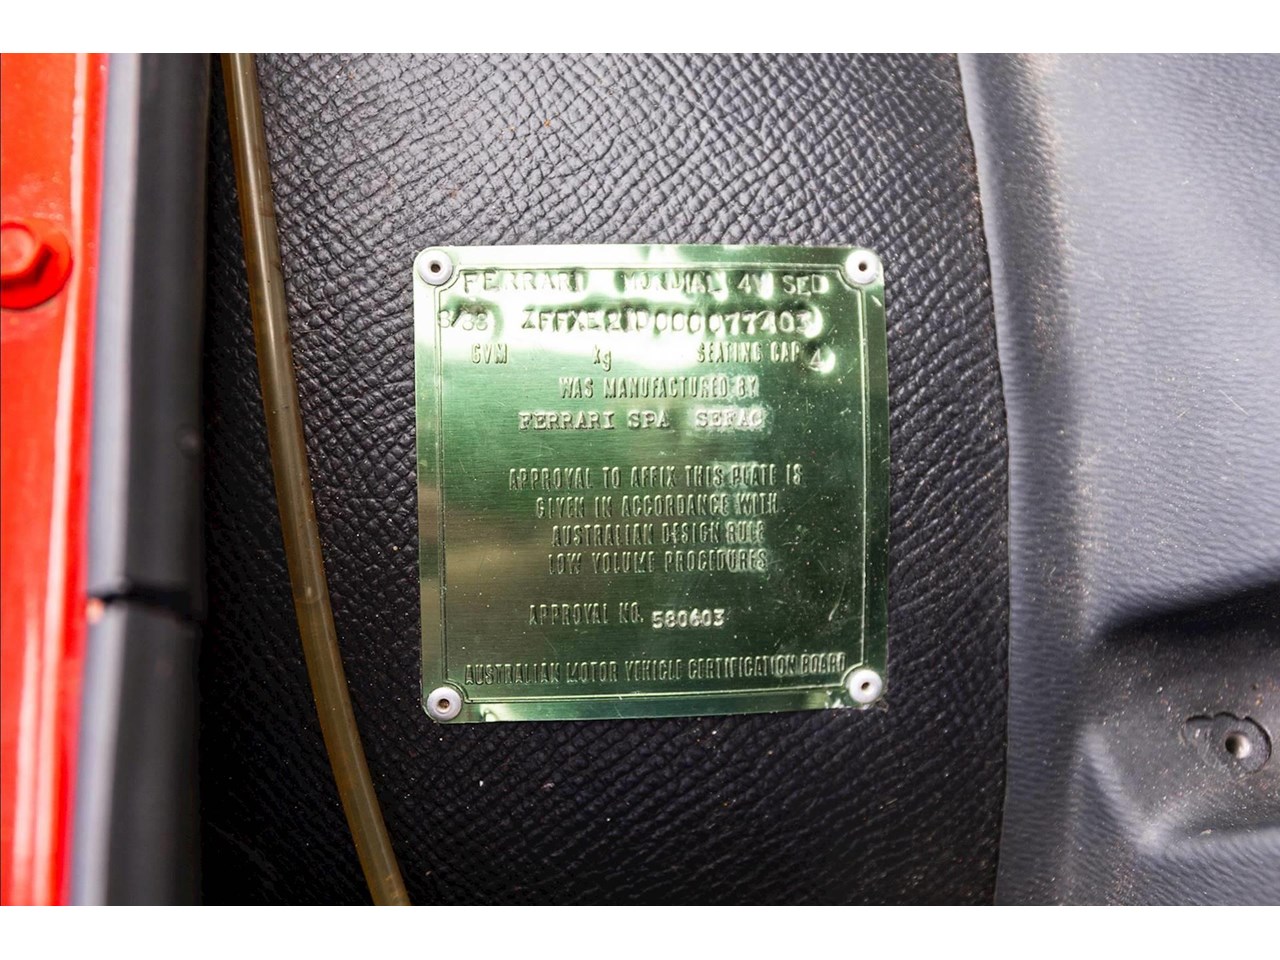 FERRARI MONDIAL 4V SED
8/88 ZFFXE21D000077403
GVM kg SEATING CAP 4
WAS MANUFACTURED BY
FERRARI SPA SEFAC
APPROVAL TO AFFIX THIS PLATE IS
GIVEN IN ACCORDANCE WITH
AUSTRALIAN DESIGN RULE
LOW VOLUME PROCEDURES
APPROVAL NO. 580603
AUSTRALIAN MOTOR VEHICLE CERTIFICATION BOARD